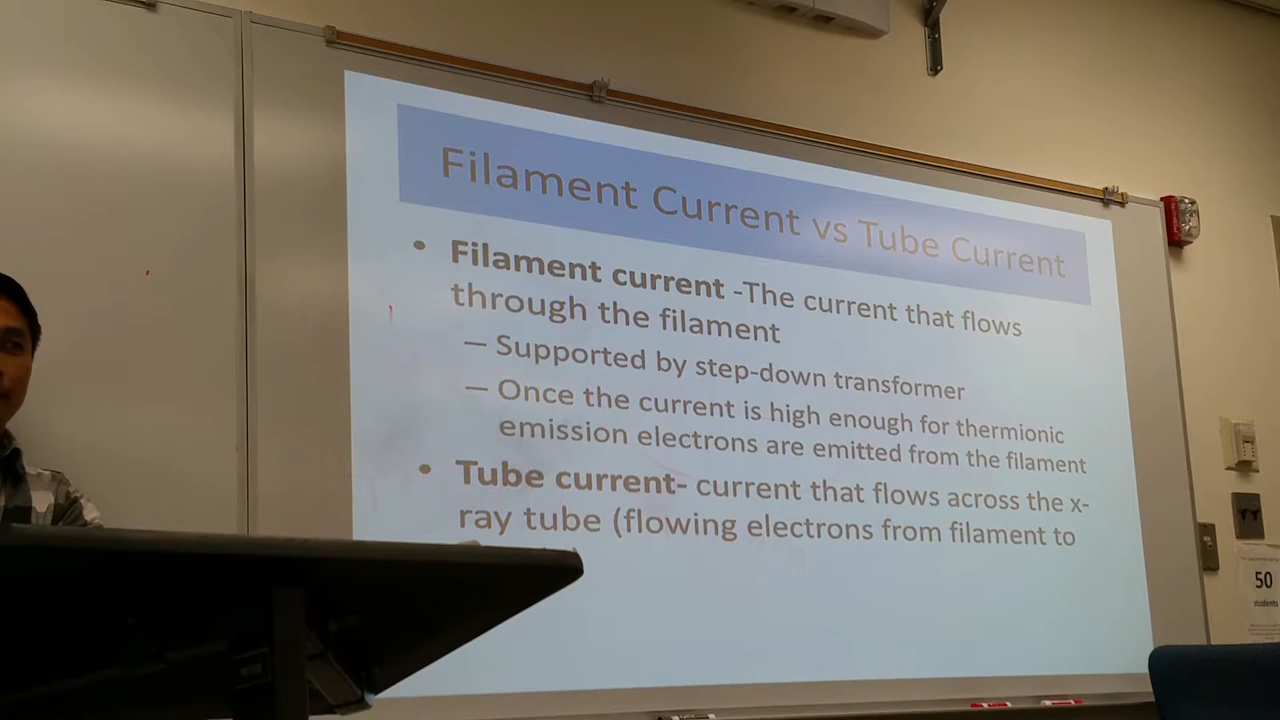 Filament Current vs Tube Current
• Filament current -The current that flows
through the filament
– Supported by step-down transformer
– Once the current is high enough for thermionic
emission electrons are emitted from the filament
• Tube current- current that flows across the x-
ray tube (flowing electrons from filament to
50
students